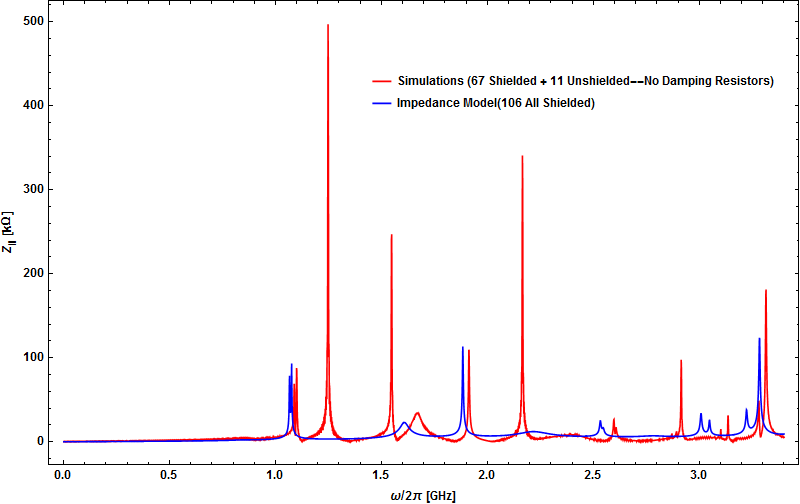 500
Simulations (67 Shielded + 11 Unshielded--No Damping Resistors)
Impedance Model(106 All Shielded)
400
300
Z|| [kΩ]
200
100
0
0.0 0.5 1.0 1.5 2.0 2.5 3.0
ω/2π [GHz]